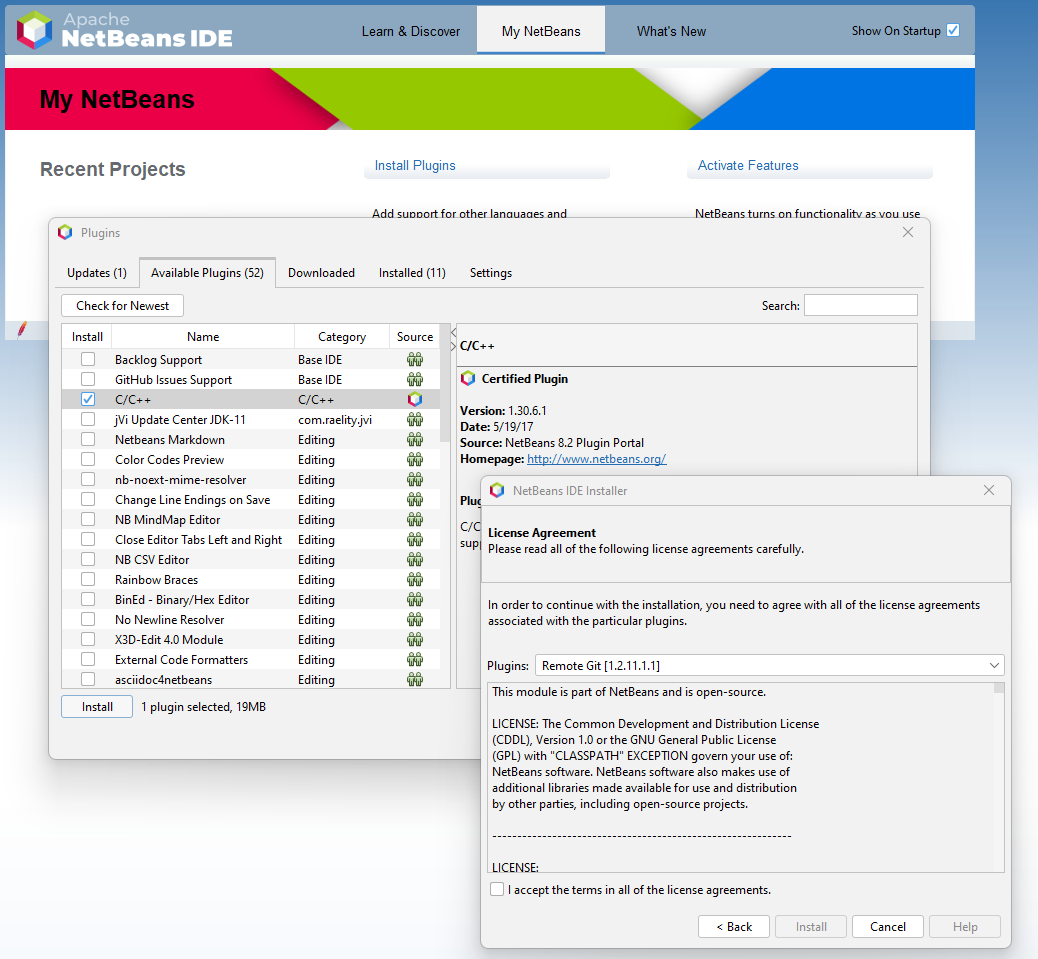 Apache
NetBeans IDE
Learn & Discover
My NetBeans
What's New
Show On Startup
My NetBeans
Recent Projects
Install Plugins
Activate Features
Add support for other languages and
NetBeans turns on functionality as you use
Plugins
Updates (1)
Available Plugins (52)
Downloaded
Installed (11)
Settings
Check for Newest
Search:
Install Name Category Source
Backlog Support Base IDE
GitHub Issues Support Base IDE
C/C++ C/C++
jVi Update Center JDK-11 com.raelity.jvi
Netbeans Markdown Editing
Color Codes Preview Editing
nb-noext-mime-resolver Editing
Change Line Endings on Save Editing
NB MindMap Editor Editing
Close Editor Tabs Left and Right Editing
NB CSV Editor Editing
Rainbow Braces Editing
BinEd - Binary/Hex Editor Editing
No Newline Resolver Editing
X3D-Edit 4.0 Module Editing
External Code Formatters Editing
asciidoc4netbeans Editing
Install
1 plugin selected, 19MB
C/C++
Certified Plugin
Version: 1.30.6.1
Date: 5/19/17
Source: NetBeans 8.2 Plugin Portal
Homepage: http://www.netbeans.org/
Plug
C/C
supp
NetBeans IDE Installer
License Agreement
Please read all of the following license agreements carefully.
In order to continue with the installation, you need to agree with all of the license agreements
associated with the particular plugins.
Plugins: Remote Git [1.2.11.1.1]
This module is part of NetBeans and is open-source.
LICENSE: The Common Development and Distribution License
(CDDL), Version 1.0 or the GNU General Public License
(GPL) with "CLASSPATH" EXCEPTION govern your use of:
NetBeans software. NetBeans software also makes use of
additional libraries made available for use and distribution
by other parties, including open-source projects.
------------------------------------------------------------
LICENSE:
I accept the terms in all of the license agreements.
< Back
Install
Cancel
Help